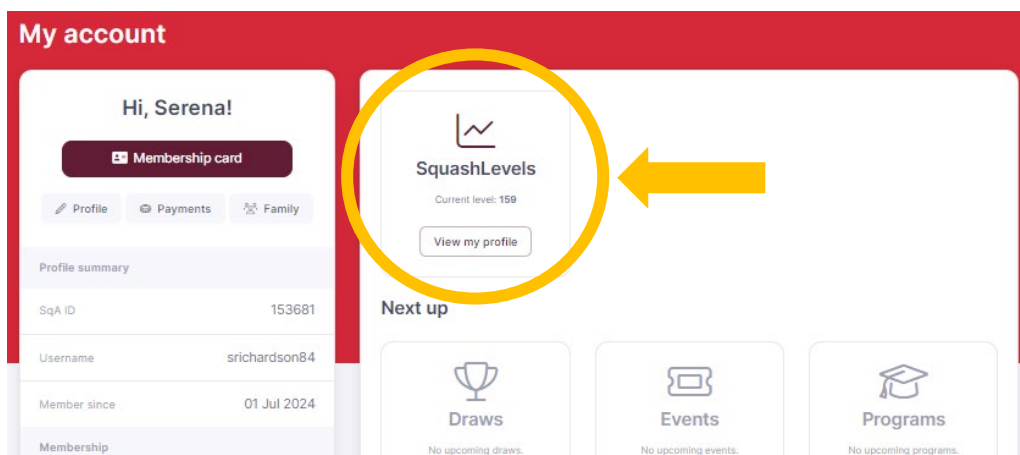 My account
Hi, Serena!
Membership card
Profile
Payments
Family
Profile summary
SqA ID 153681
Username srichardson84
Member since 01 Jul 2024
Membership
SquashLevels
Current level: 159
View my profile
Next up
Draws
No upcoming draws.
Events
No upcoming events.
Programs
No upcoming programs.